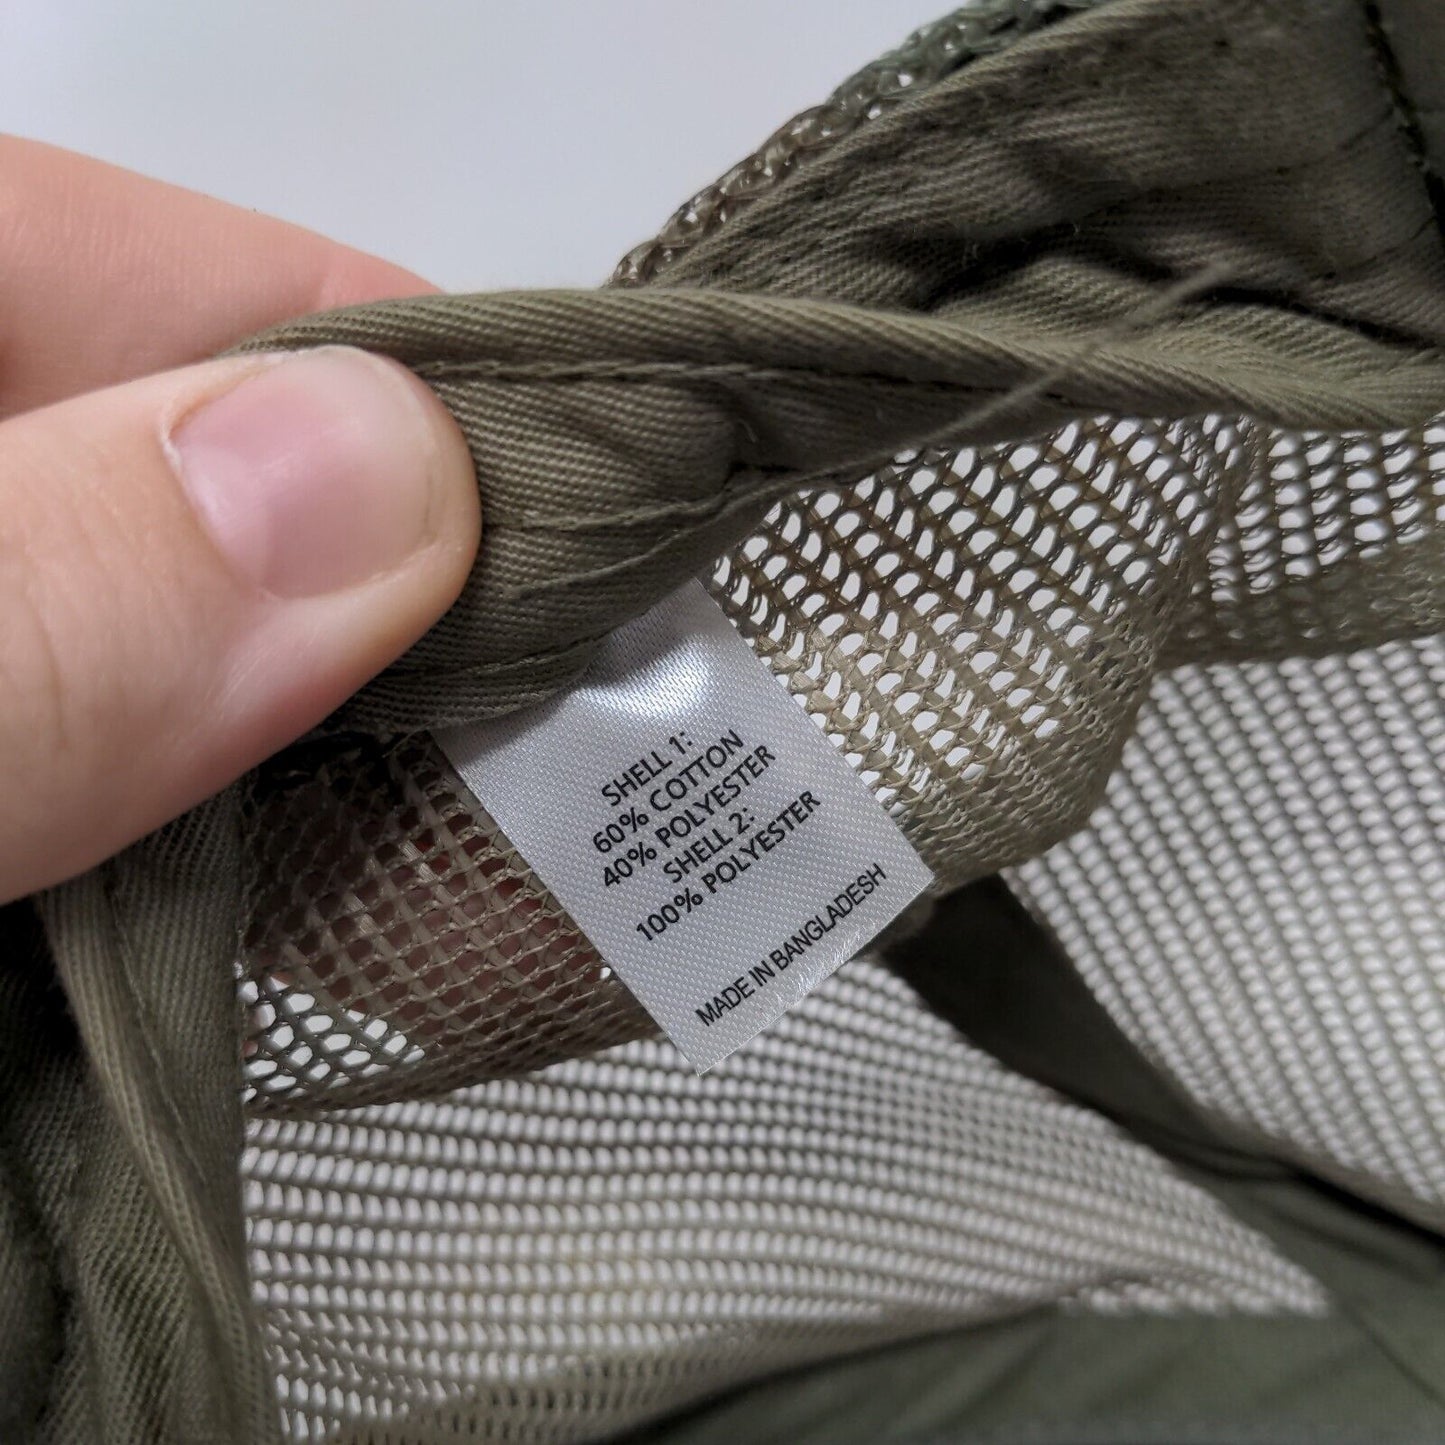 SHELL 1:
60% COTTON
40% POLYESTER
SHELL 2:
100% POLYESTER
MADE IN BANGLADESH